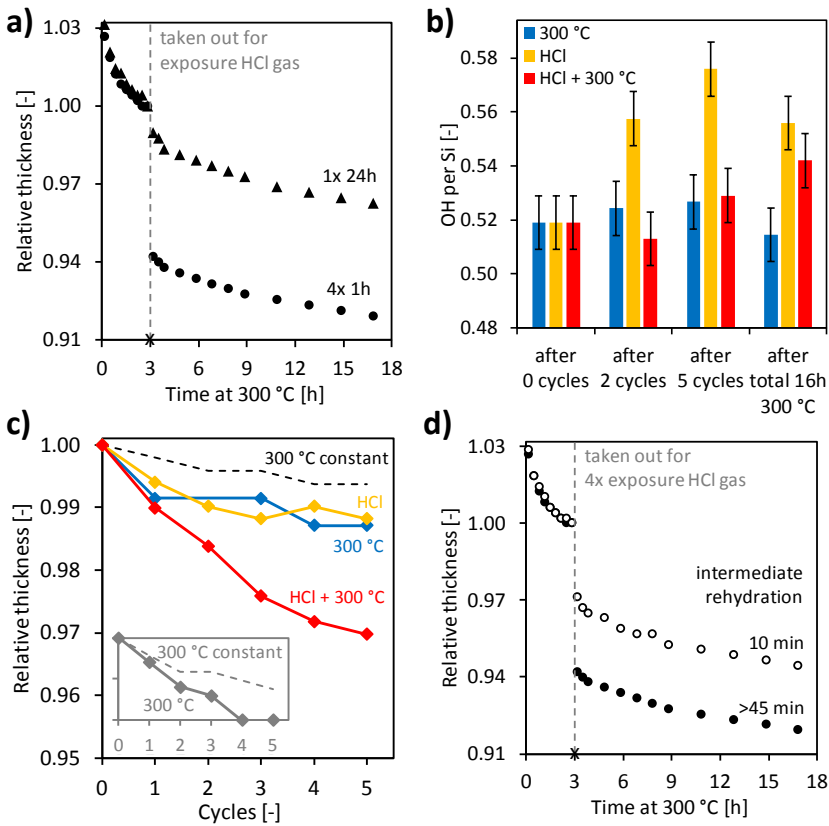 a)
1.03
1.00
0.97
0.94
0.91
Relative thickness [-]
taken out for
exposure HCl gas
1x 24h
4x 1h
0
3
6
9
12
15
18
Time at 300 °C [h]
b)
0.58
0.56
0.54
0.52
0.50
0.48
OH per Si [-]
300 °C
HCl
HCl + 300 °C
after
0 cycles
after
2 cycles
after
5 cycles
after
total 16h
300 °C
c)
1.00
0.99
0.98
0.97
0.96
0.95
Relative thickness [-]
300 °C constant
HCl
300 °C
HCl + 300 °C
300 °C constant
300 °C
0 1 2 3 4 5
0
1
2
3
4
5
Cycles [-]
d)
1.03
1.00
0.97
0.94
0.91
Relative thickness [-]
taken out for
4x exposure HCl gas
intermediate
rehydration
10 min
>45 min
0
3
6
9
12
15
18
Time at 300 °C [h]